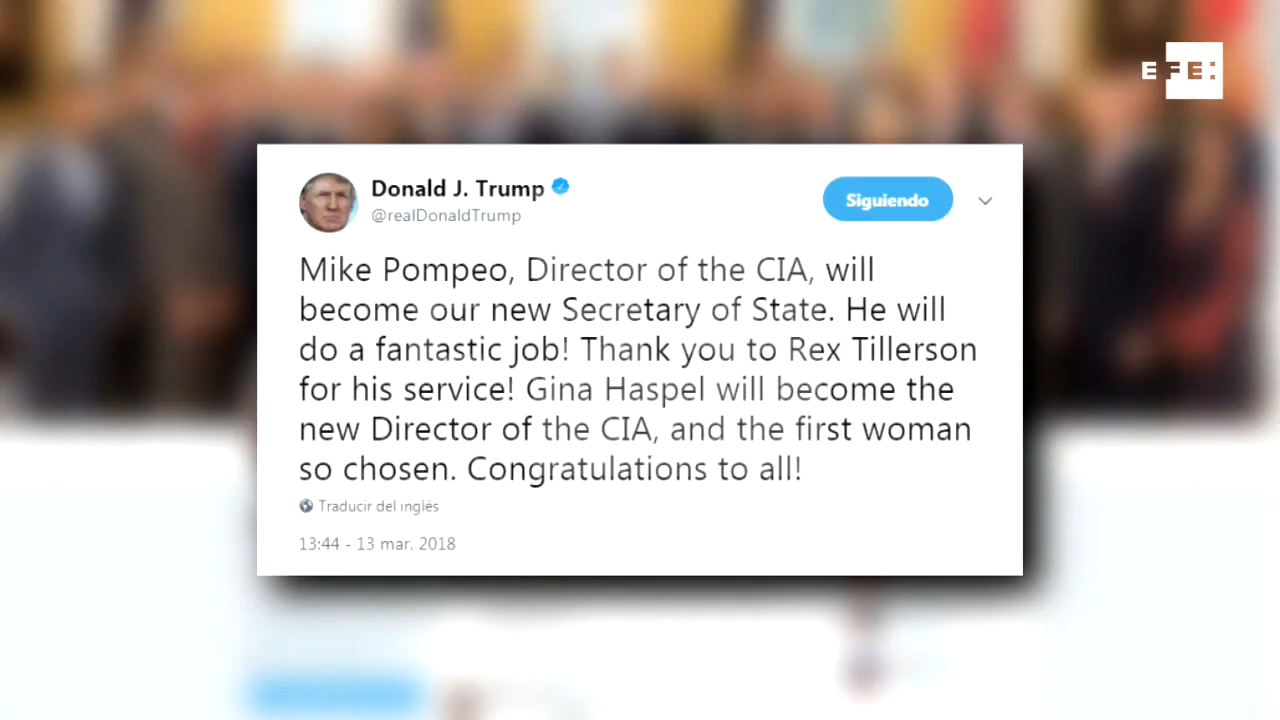 EFE:
Donald J. Trump
@realDonaldTrump
Siguiendo
Mike Pompeo, Director of the CIA, will
become our new Secretary of State. He will
do a fantastic job! Thank you to Rex Tillerson
for his service! Gina Haspel will become the
new Director of the CIA, and the first woman
so chosen. Congratulations to all!
Traducir del inglés
13:44 - 13 mar. 2018